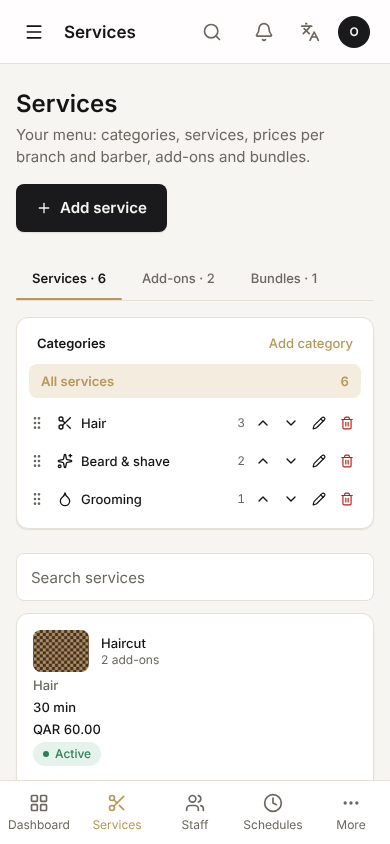 Services
O
Services
Your menu: categories, services, prices per
branch and barber, add-ons and bundles.
+ Add service
Services · 6
Add-ons · 2
Bundles · 1
Categories
Add category
All services
6
Hair
3
Beard & shave
2
Grooming
1
Search services
Haircut
2 add-ons
Hair
30 min
QAR 60.00
Active
Dashboard
Services
Staff
Schedules
More